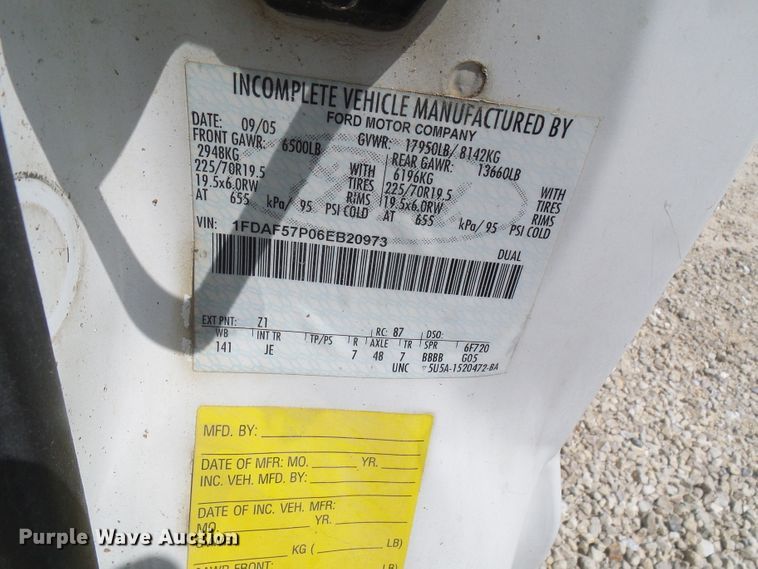 INCOMPLETE VEHICLE MANUFACTURED BY
FORD MOTOR COMPANY
DATE: 09/05 GVWR: 17950LB/ 8142KG
FRONT GAWR: 6500LB REAR GAWR: 13660LB
2948KG WITH 6196KG WITH
225/70R19.5 TIRES 225/70R19.5 TIRES
19.5x6.0RW RIMS 19.5x6.0RW RIMS
AT 655 kPa/ 95 PSI COLD AT 655 kPa/ 95 PSI COLD
VIN: 1FDAF57P06EB20973 DUAL
EXT PNT: Z1 RC: 87 DSO:
WB INT TR TP/PS R AXLE TR SPR 6F720
141 JE 7 48 7 BBBB G05
UNC 5U5A-1520472-BA
MFD. BY:
DATE OF MFR: MO. YR.
INC. VEH. MFD. BY:
DATE OF INC. VEH. MFR:
MO. YR.
KG ( LB)
GAWR FRONT: LB)
Purple Wave Auction